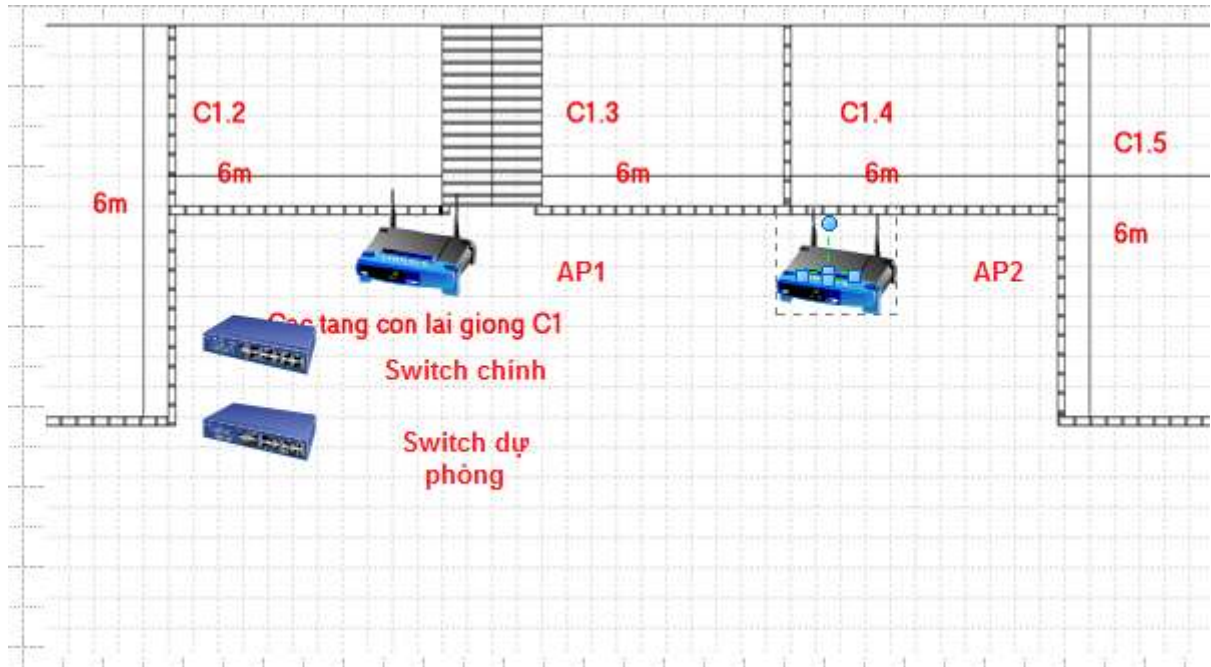 C1.2
C1.3
C1.4
C1.5
6m
6m
6m
6m
6m
AP1
AP2
Cac tang con lai giong C1
Switch chính
Switch dự
phòng